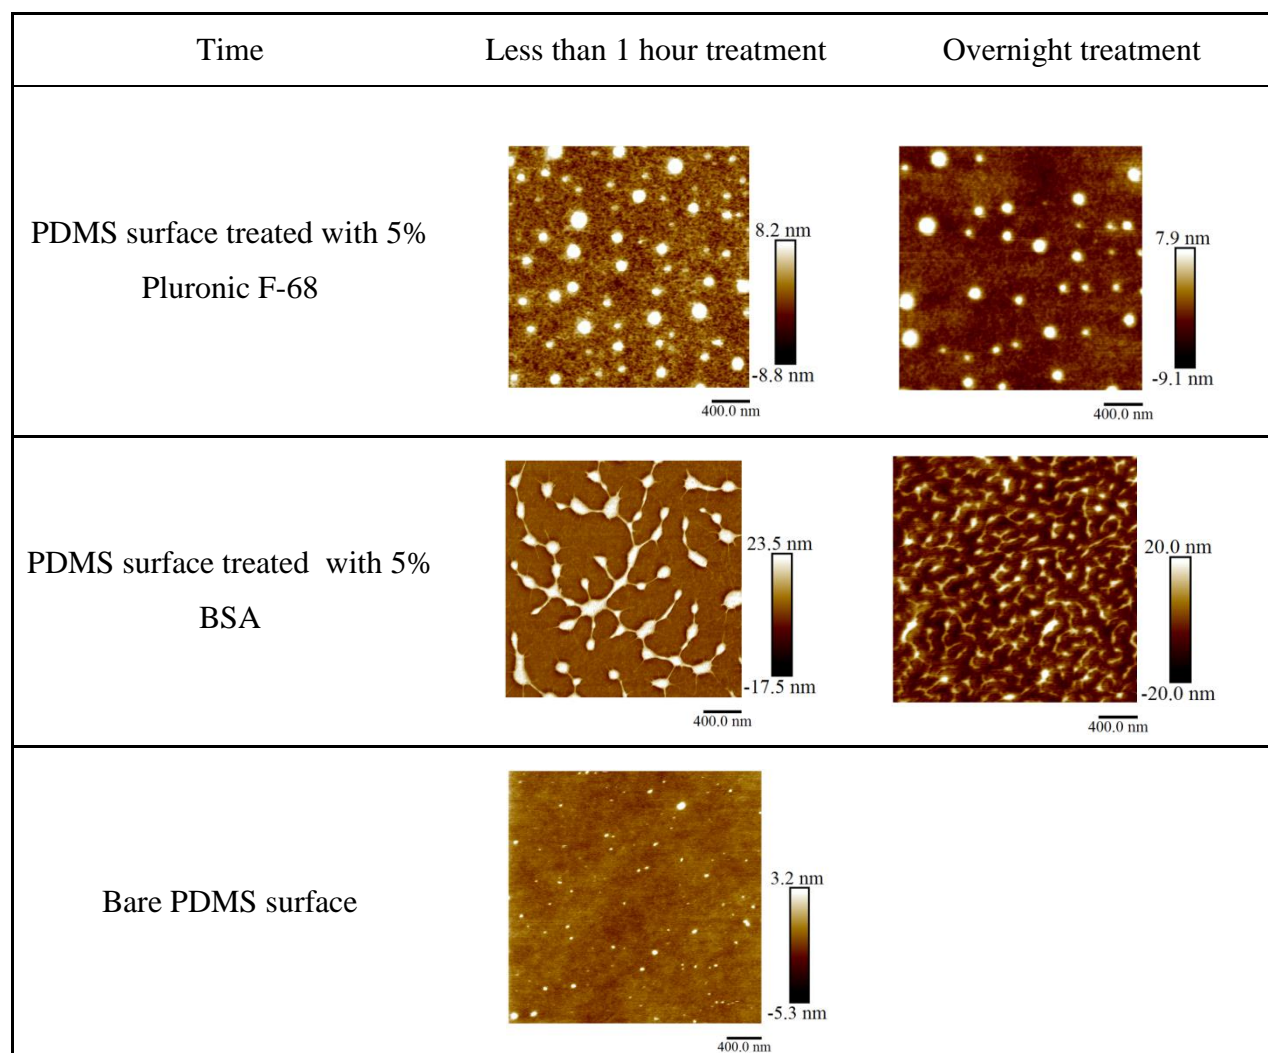 Time
Less than 1 hour treatment
Overnight treatment
PDMS surface treated with 5%
Pluronic F-68
8.2 nm
-8.8 nm
400.0 nm
7.9 nm
-9.1 nm
400.0 nm
PDMS surface treated with 5%
BSA
23.5 nm
-17.5 nm
400.0 nm
20.0 nm
-20.0 nm
400.0 nm
Bare PDMS surface
3.2 nm
-5.3 nm
400.0 nm